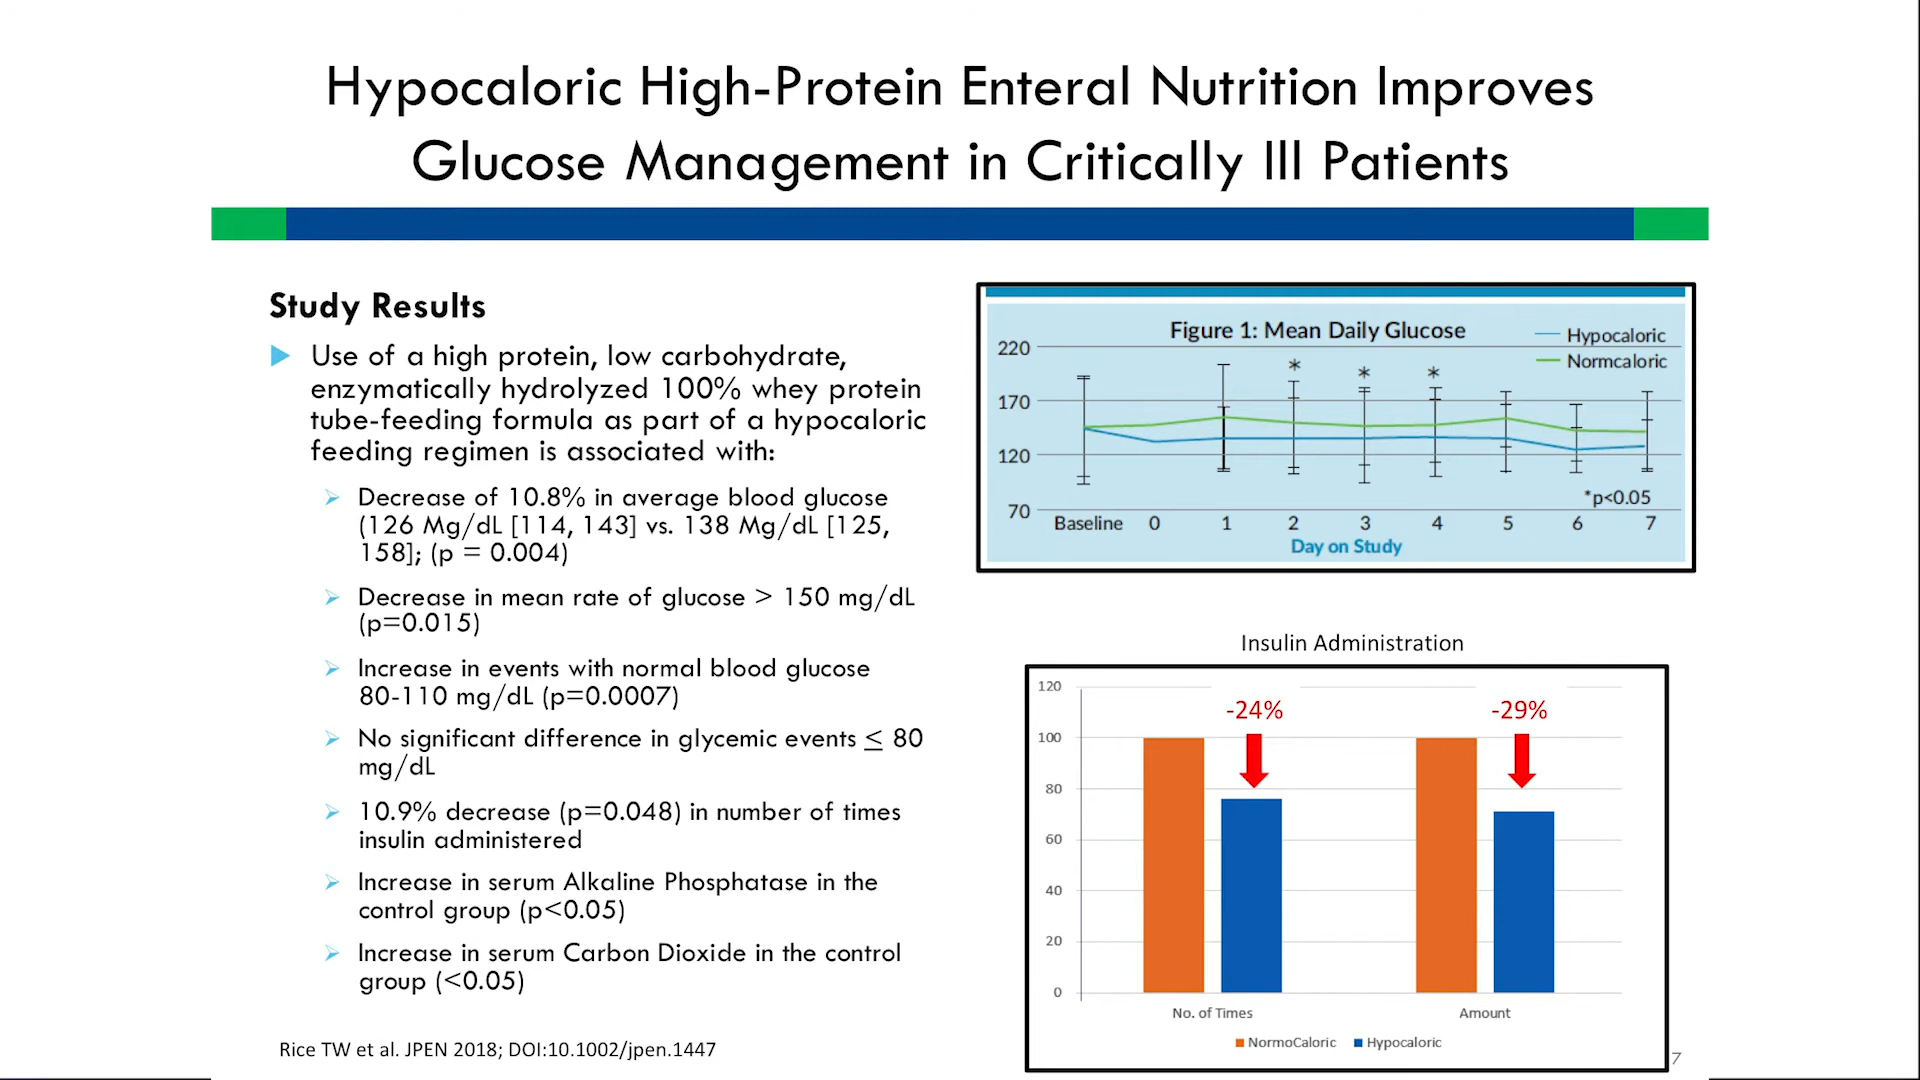 Hypocaloric High-Protein Enteral Nutrition Improves
Glucose Management in Critically Ill Patients
Study Results
Use of a high protein, low carbohydrate,
enzymatically hydrolyzed 100% whey protein
tube-feeding formula as part of a hypocaloric
feeding regimen is associated with:
Decrease of 10.8% in average blood glucose
(126 Mg/dL [114, 143] vs. 138 Mg/dL [125,
158]; (p = 0.004)
Decrease in mean rate of glucose > 150 mg/dL
(p=0.015)
Increase in events with normal blood glucose
80-110 mg/dL (p=0.0007)
No significant difference in glycemic events ≤ 80
mg/dL
10.9% decrease (p=0.048) in number of times
insulin administered
Increase in serum Alkaline Phosphatase in the
control group (p<0.05)
Increase in serum Carbon Dioxide in the control
group (<0.05)
Rice TW et al. JPEN 2018; DOI:10.1002/jpen.1447
Figure 1: Mean Daily Glucose
Hypocaloric
Normcaloric
220
170
120
70
* * *
*p<0.05
Baseline 0 1 2 3 4 5 6 7
Day on Study
Insulin Administration
120
100
80
60
40
20
0
-24% -29%
No. of Times Amount
NormoCaloric Hypocaloric
7